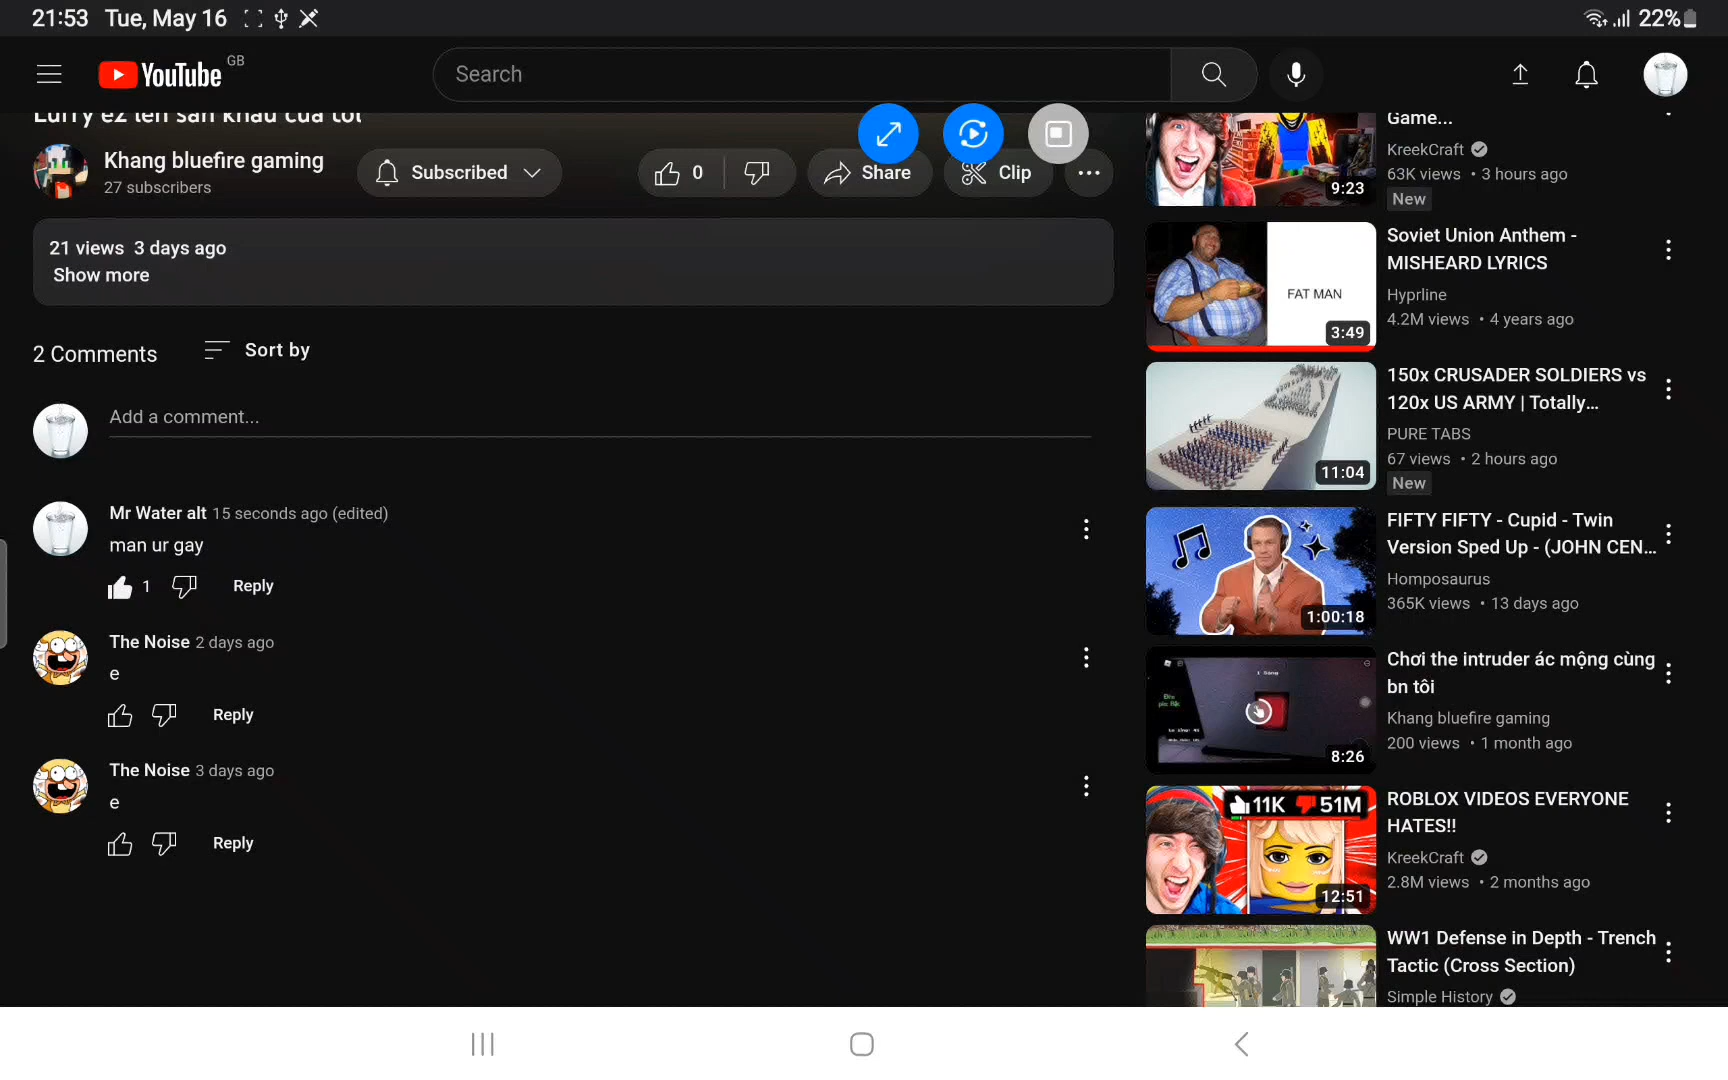 21:53 Tue, May 16
22%
YouTube GB
Search
Luffy ez lên sàn khấu của tôi
Khang bluefire gaming
27 subscribers
Subscribed
0
Share
Clip
21 views 3 days ago
Show more
2 Comments
Sort by
Add a comment...
Mr Water alt 15 seconds ago (edited)
man ur gay
1
Reply
The Noise 2 days ago
e
Reply
The Noise 3 days ago
e
Reply
Game...
KreekCraft
63K views • 3 hours ago
New
9:23
Soviet Union Anthem -
MISHEARD LYRICS
Hyprline
4.2M views • 4 years ago
FAT MAN
3:49
150x CRUSADER SOLDIERS vs
120x US ARMY | Totally...
PURE TABS
67 views • 2 hours ago
New
11:04
FIFTY FIFTY - Cupid - Twin
Version Sped Up - (JOHN CEN...
Homposaurus
365K views • 13 days ago
1:00:18
Chơi the intruder ác mộng cùng
bn tôi
Khang bluefire gaming
200 views • 1 month ago
8:26
11K 51M
ROBLOX VIDEOS EVERYONE
HATES!!
KreekCraft
2.8M views • 2 months ago
12:51
WW1 Defense in Depth - Trench
Tactic (Cross Section)
Simple History